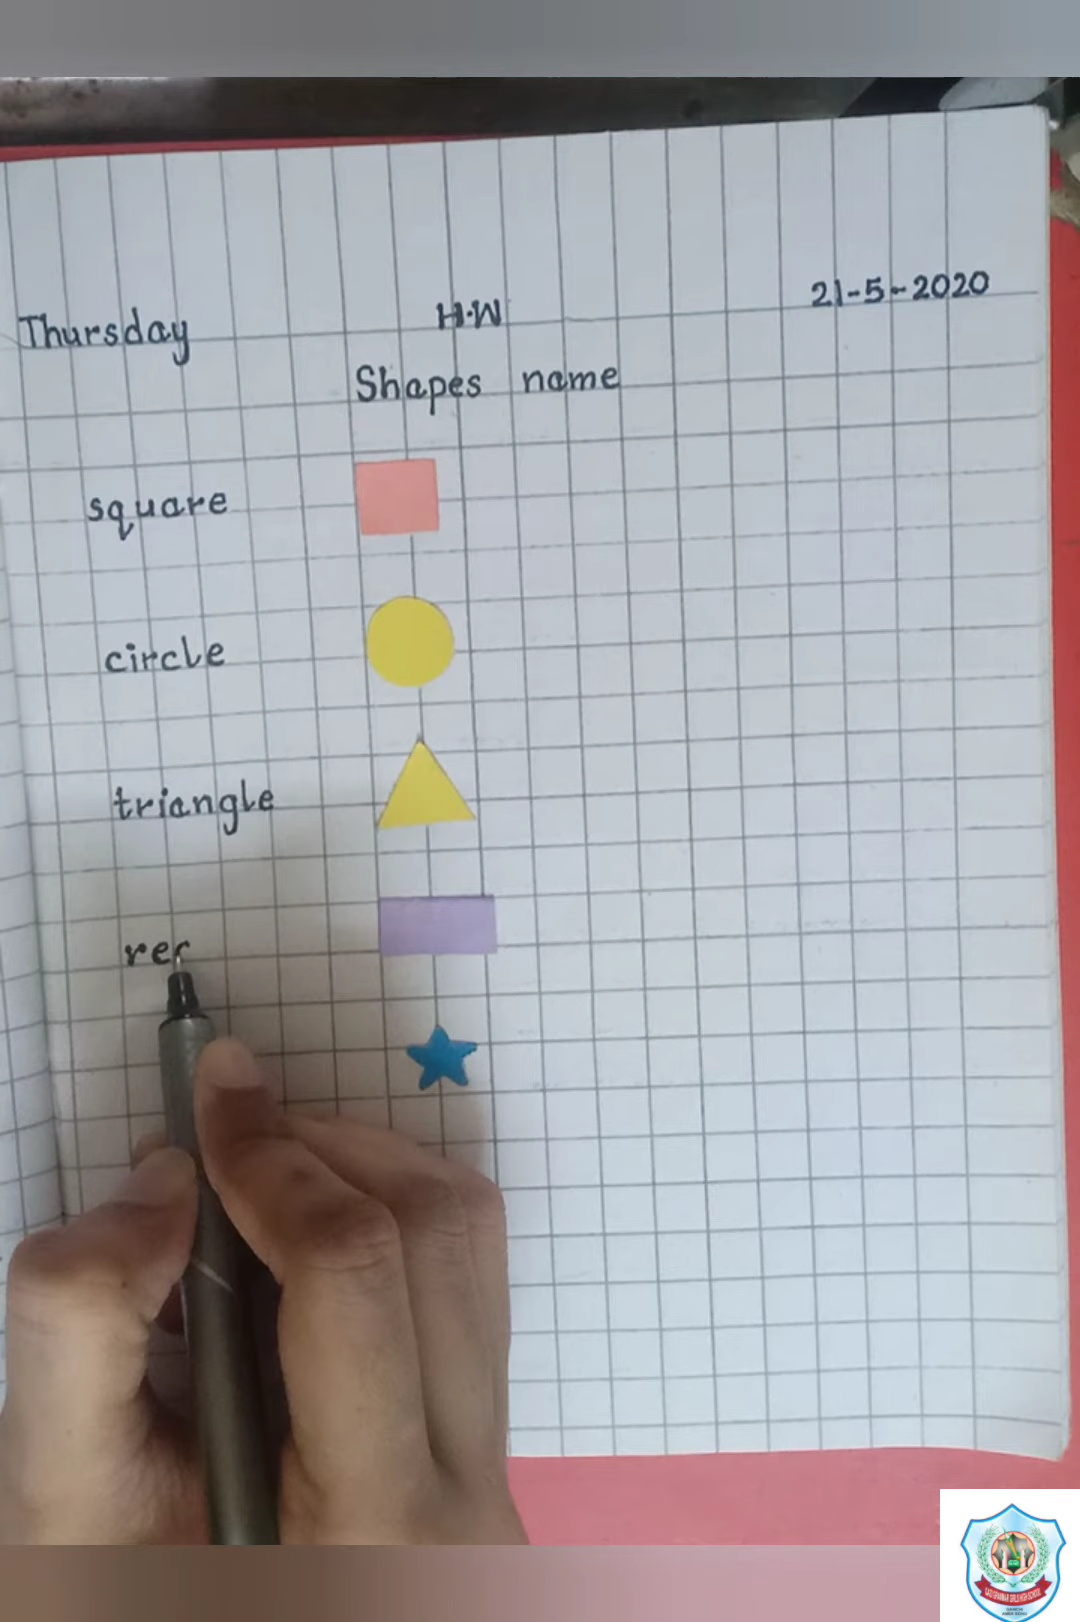 Thursday H.W 21-5-2020
Shapes name
square
circle
triangle
rec